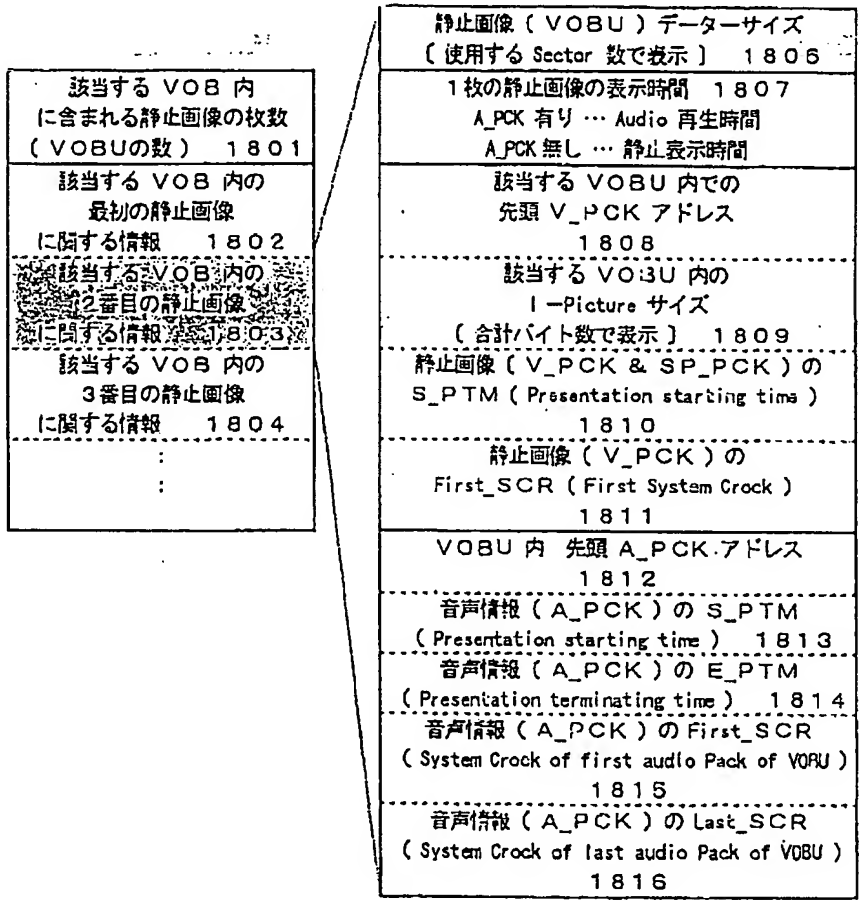 該当する VOB 内
に含まれる静止画像の枚数
(VOBUの数) 1801
該当する VOB 内の
最初の静止画像
に関する情報 1802
該当する VOB 内の
2番目の静止画像
に関する情報 1803
該当する VOB 内の
3番目の静止画像
に関する情報 1804
:
:
静止画像 ( VOBU ) データーサイズ
[ 使用する Sector 数で表示 ] 1806
1枚の静止画像の表示時間 1807
A_PCK 有り … Audio 再生時間
A_PCK 無し … 静止表示時間
該当する VOBU 内での
先頭 V_PCK アドレス
1808
該当する VOBU 内の
I-Picture サイズ
[ 合計バイト数で表示 ] 1809
静止画像 ( V_PCK & SP_PCK ) の
S_PTM ( Presentation starting time )
1810
静止画像 ( V_PCK ) の
First_SCR ( First System Crock )
1811
VOBU 内 先頭 A_PCK アドレス
1812
音声情報 ( A_PCK ) の S_PTM
( Presentation starting time ) 1813
音声情報 ( A_PCK ) の E_PTM
( Presentation terminating time ) 1814
音声情報 ( A_PCK ) の First_SCR
( System Crock of first audio Pack of VOBU )
1815
音声情報 ( A_PCK ) の Last_SCR
( System Crock of last audio Pack of VOBU )
1816